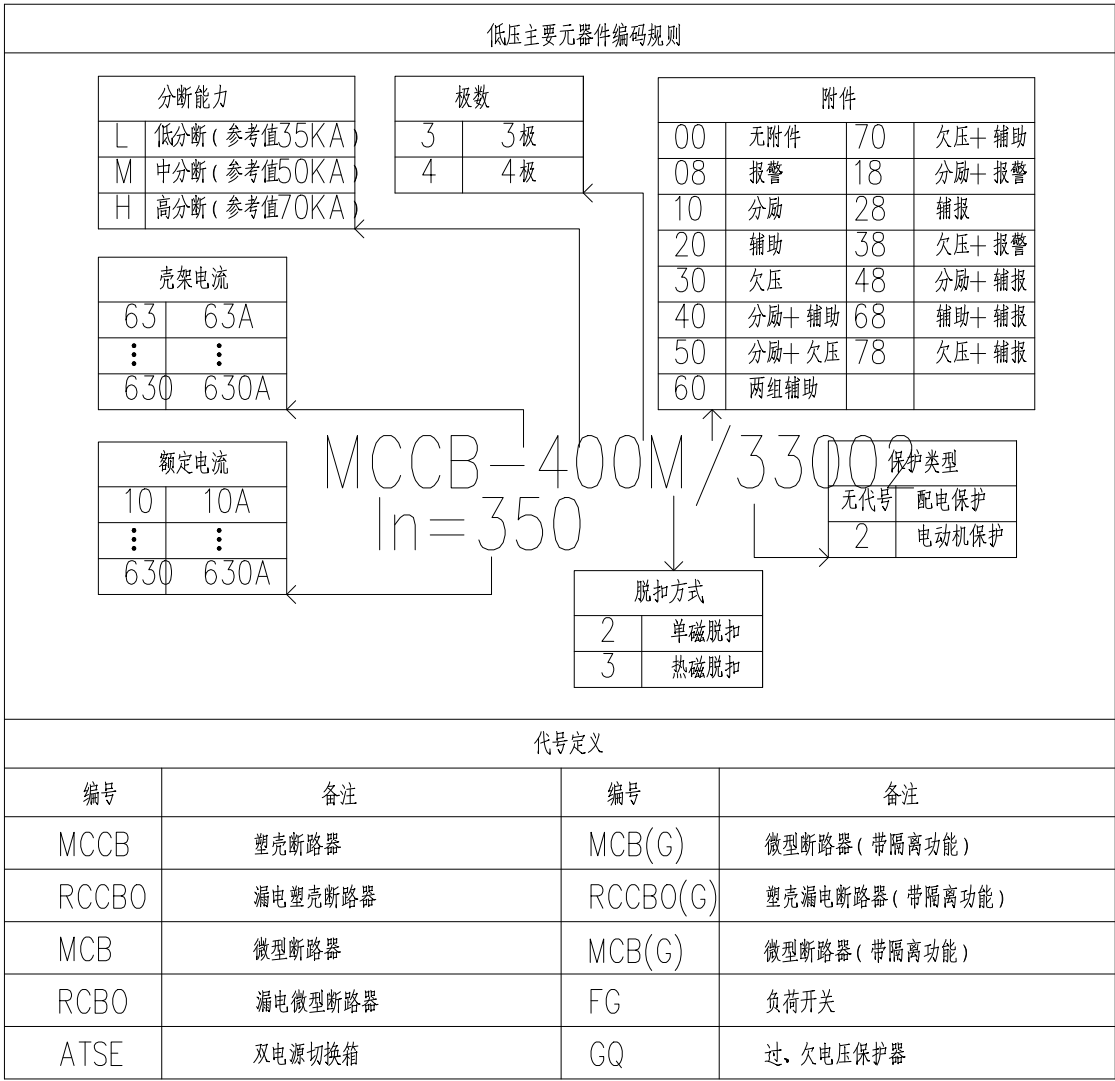 低压主要元器件编码规则
分断能力
L 低分断(参考值35KA)
M 中分断(参考值50KA)
H 高分断(参考值70KA)
极数
3 3极
4 4极
附件
00 无附件 70 欠压+辅助
08 报警 18 分励+报警
10 分励 28 辅报
20 辅助 38 欠压+报警
30 欠压 48 分励+辅报
40 分励+辅助 68 辅助+辅报
50 分励+欠压 78 欠压+辅报
60 两组辅助
壳架电流
63 63A
⋮ ⋮
630 630A
MCCB-400M/33002
In=350
额定电流
10 10A
⋮ ⋮
630 630A
保护类型
无代号 配电保护
2 电动机保护
脱扣方式
2 单磁脱扣
3 热磁脱扣
代号定义
编号 备注 编号 备注
MCCB 塑壳断路器 MCB(G) 微型断路器(带隔离功能)
RCCBO 漏电塑壳断路器 RCCBO(G) 塑壳漏电断路器(带隔离功能)
MCB 微型断路器 MCB(G) 微型断路器(带隔离功能)
RCBO 漏电微型断路器 FG 负荷开关
ATSE 双电源切换箱 GQ 过、欠电压保护器